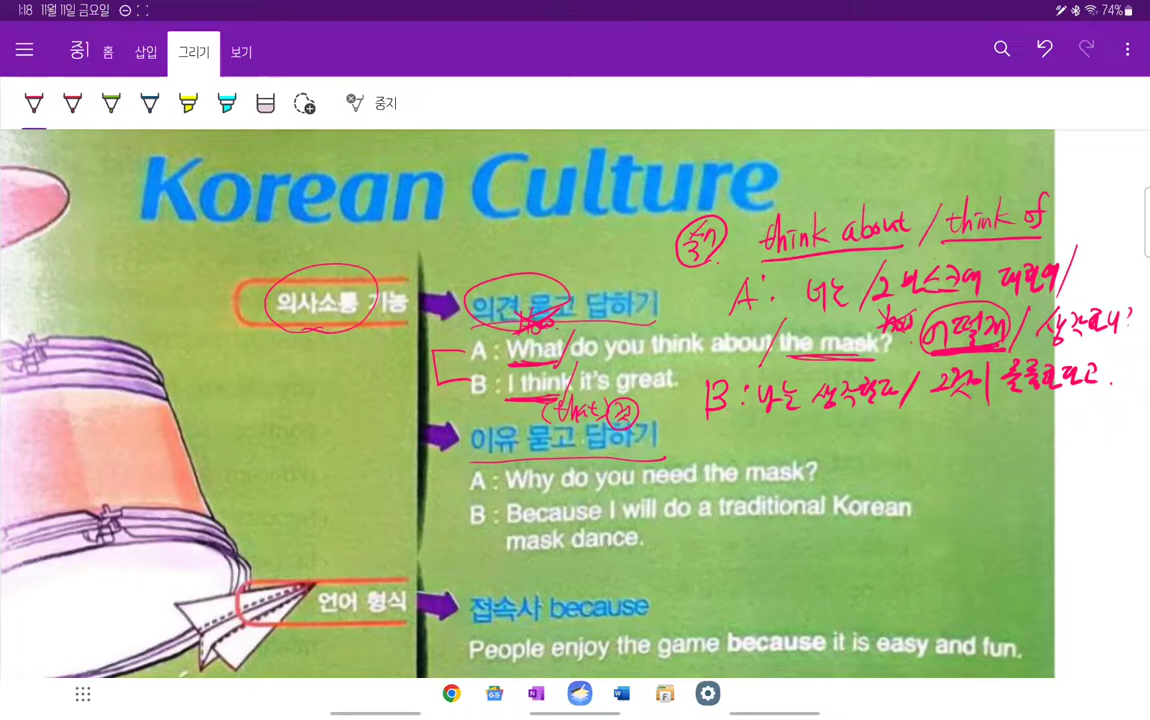 1:18 11월 11일 금요일
74%
중1 홈 삽입 그리기 보기
중지
Korean Culture
think about / think of
의사소통 기능
의견 묻고 답하기
A : 너는 / 그 마스크에 대하여 /
어떻게 / 생각하니?
A : What / do you think about / the mask?
B : I think / it's great.
(that) 것
B : 나는 생각한다 / 그것이 훌륭하다고.
이유 묻고 답하기
A : Why do you need the mask?
B : Because I will do a traditional Korean
mask dance.
언어 형식
접속사 because
People enjoy the game because it is easy and fun.